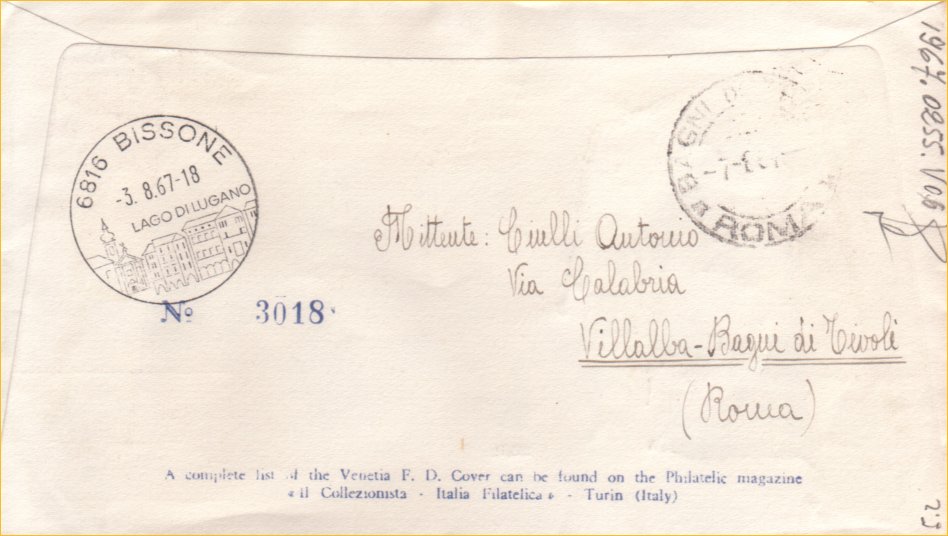 6816 BISSONE
-3. 8.67-18
LAGO DI LUGANO
BAGNI
ROMA
Nº 3018
Mittente: Ciulli Antonio
Via Calabria
Villalba-Bagni di Tivoli
(Roma)
A complete list of the Venetia F. D. Cover can be found on the Philatelic magazine
« Il Collezionista - Italia Filatelica » - Turin (Italy)